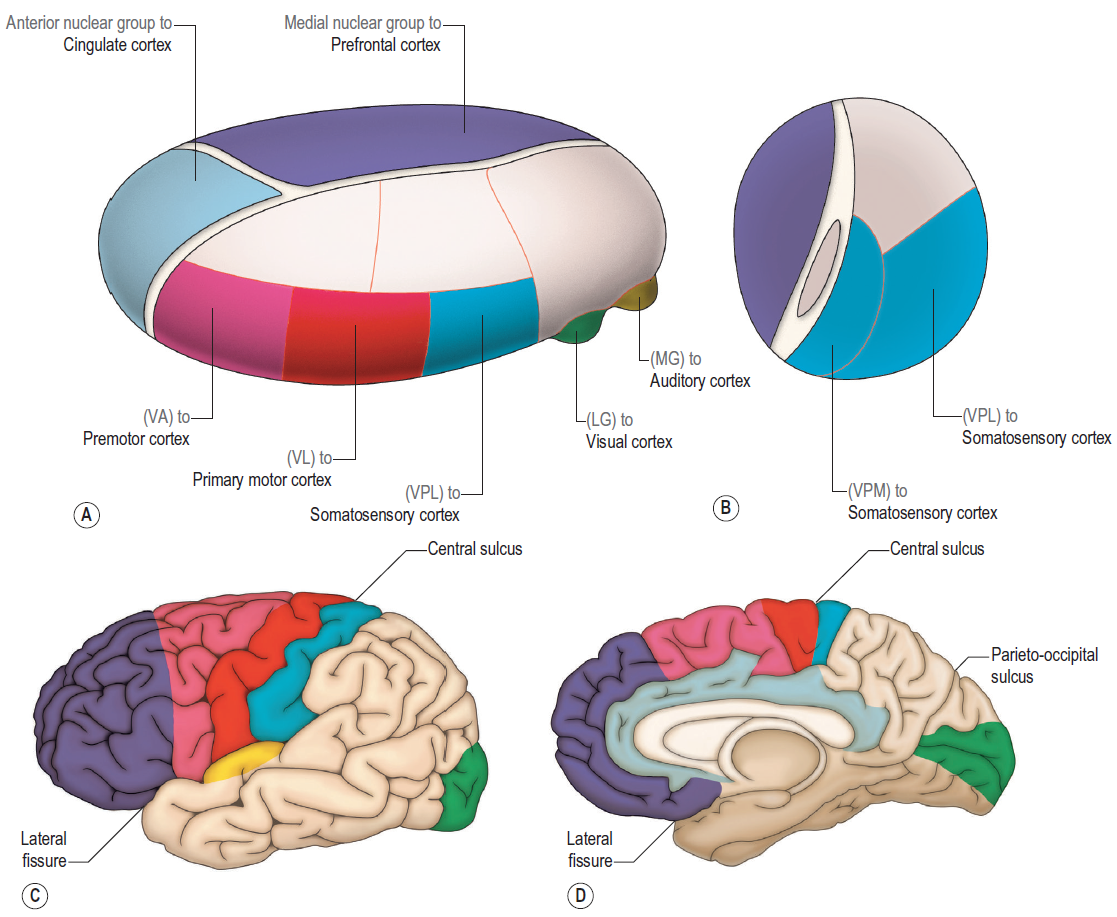 Anterior nuclear group to
Cingulate cortex
Medial nuclear group to
Prefrontal cortex
(MG) to
Auditory cortex
(VA) to
Premotor cortex
(LG) to
Visual cortex
(VL) to
Primary motor cortex
(VPL) to
Somatosensory cortex
A
(VPL) to
Somatosensory cortex
(VPM) to
Somatosensory cortex
B
Central sulcus
Lateral
fissure
C
Central sulcus
Parieto-occipital
sulcus
Lateral
fissure
D